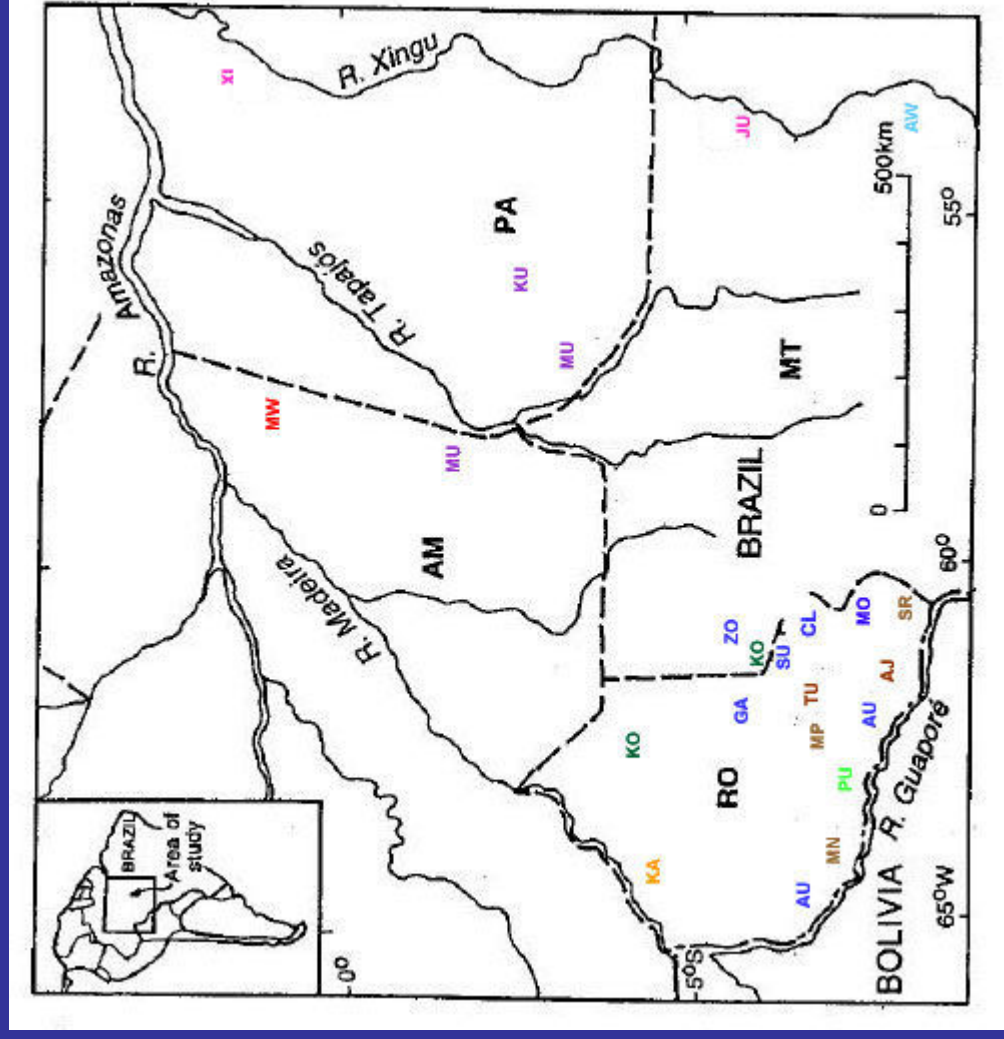 BRAZIL
Area of
study
R.
Amazonas
XI
MW
R. Madeira
R. Tapajós
R. Xingu
0°
AM
MU
PA
KU
MU
KA
KO
5°S
RO
GA
ZO
KO
SU
BRAZIL
MT
JU
AU
MN
MP
TU
CL
PU
AU
MO
AJ
SR
AW
0
500km
BOLIVIA
R. Guaporé
65°W
60°
55°